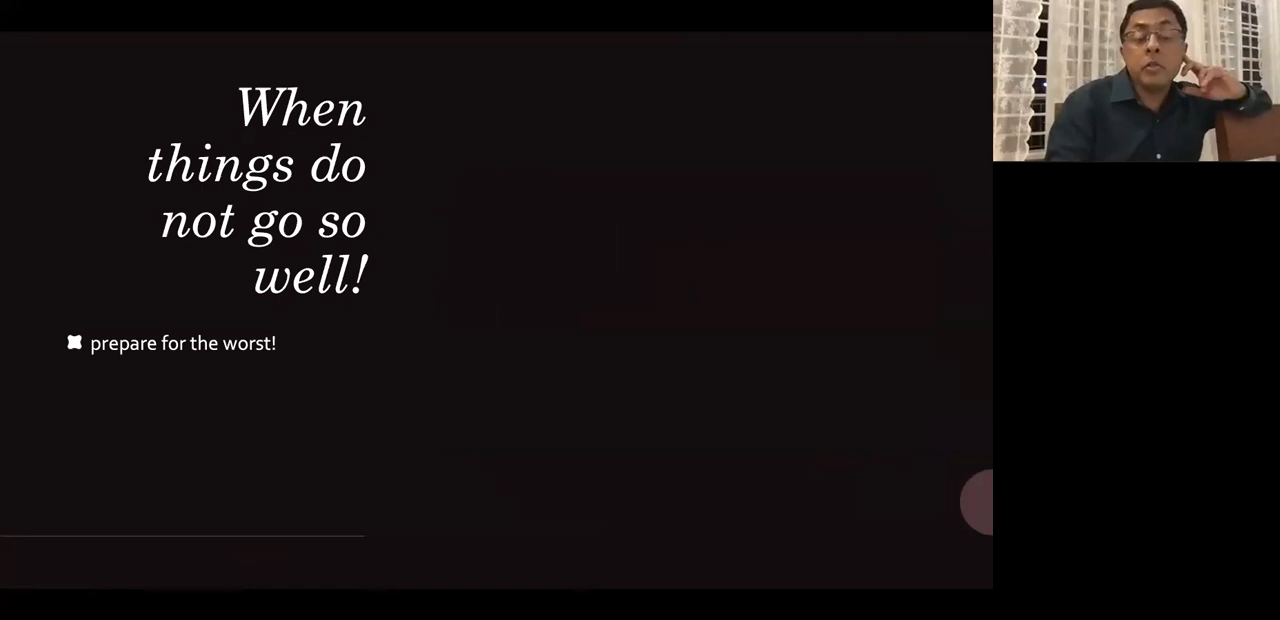 When
things do
not go so
well!
prepare for the worst!